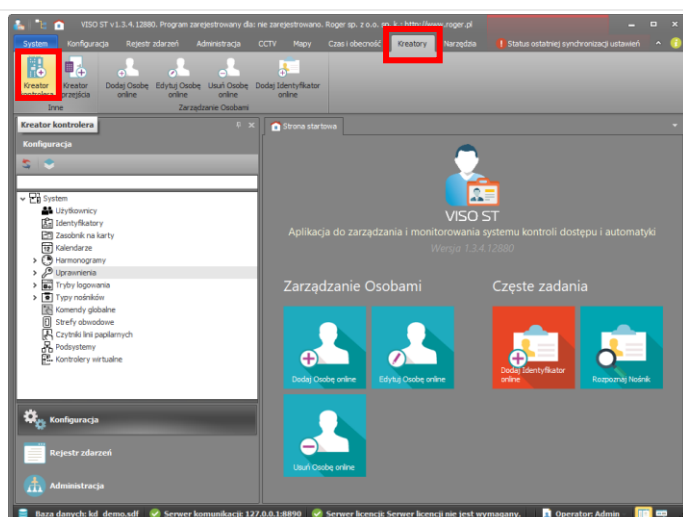 VISO ST v1.3.4.12880. Program zarejestrowany dla: nie zarejestrowano. Roger sp. z o.o. sp. k.: http://www.roger.pl
System Konfiguracja Rejestr zdarzeń Administracja CCTV Mapy Czas i obecność Kreatory Narzędzia Status ostatniej synchronizacji ustawień
Kreator kontrolera
Kreator przejścia
Dodaj Osobę online
Edytuj Osobę online
Usuń Osobę online
Dodaj Identyfikator online
Inne
Zarządzanie Osobami
Kreator kontrolera
Strona startowa
Konfiguracja
System
Użytkownicy
Identyfikatory
Zasobnik na karty
Kalendarze
Harmonogramy
Uprawnienia
Tryby logowania
Typy nośników
Komendy globalne
Strefy obwodowe
Czytniki linii papilarnych
Podsystemy
Kontrolery wirtualne
Konfiguracja
Rejestr zdarzeń
Administracja
VISO ST
Aplikacja do zarządzania i monitorowania systemu kontroli dostępu i automatyki
Wersja 1.3.4.12880
Zarządzanie Osobami
Częste zadania
Dodaj Osobę online
Edytuj Osobę online
Dodaj Identyfikator
online
Rozpoznaj Nośnik
Usuń Osobę online
Baza danych: kd_demo.sdf Serwer komunikacji: 127.0.0.1:8890 Serwer licencji: Serwer licencji nie jest wymagany. Operator: Admin